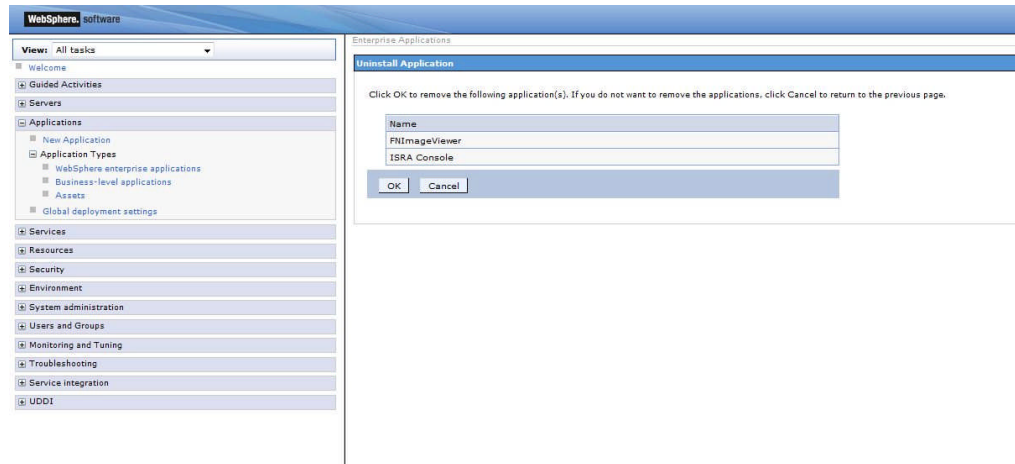 WebSphere. software
View: All tasks
Welcome
Guided Activities
Servers
Applications
New Application
Application Types
WebSphere enterprise applications
Business-level applications
Assets
Global deployment settings
Services
Resources
Security
Environment
System administration
Users and Groups
Monitoring and Tuning
Troubleshooting
Service integration
UDDI
Enterprise Applications
Uninstall Application
Click OK to remove the following application(s). If you do not want to remove the applications, click Cancel to return to the previous page.
Name
FNImageViewer
ISRA Console
OK Cancel